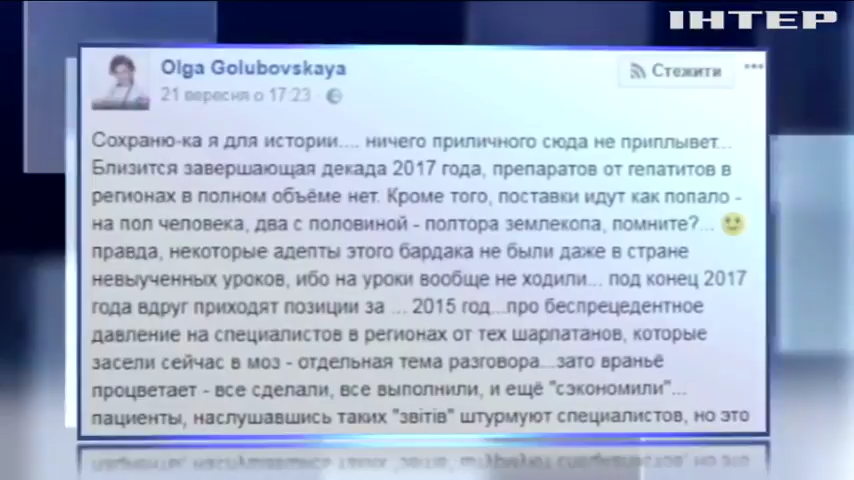 ІНТЕР
Olga Golubovskaya
Стежити
21 вересня о 17:23
Сохраню-ка я для истории.... ничего приличного сюда не приплывет...
Близится завершающая декада 2017 года, препаратов от гепатитов в
регионах в полном объёме нет. Кроме того, поставки идут как попало -
на пол человека, два с половиной - полтора землекопа, помните?...
правда, некоторые адепты этого бардака не были даже в стране
невыученных уроков, ибо на уроки вообще не ходили... под конец 2017
года вдруг приходят позиции за ... 2015 год...про беспрецедентное
давление на специалистов в регионах от тех шарпатанов, которые
засели сейчас в моз - отдельная тема разговора...зато враньё
процветает - все сделали, все выполнили, и ещё "сэкономили"...
пациенты, наслушавшись таких "звітів" штурмуют специалистов, но это